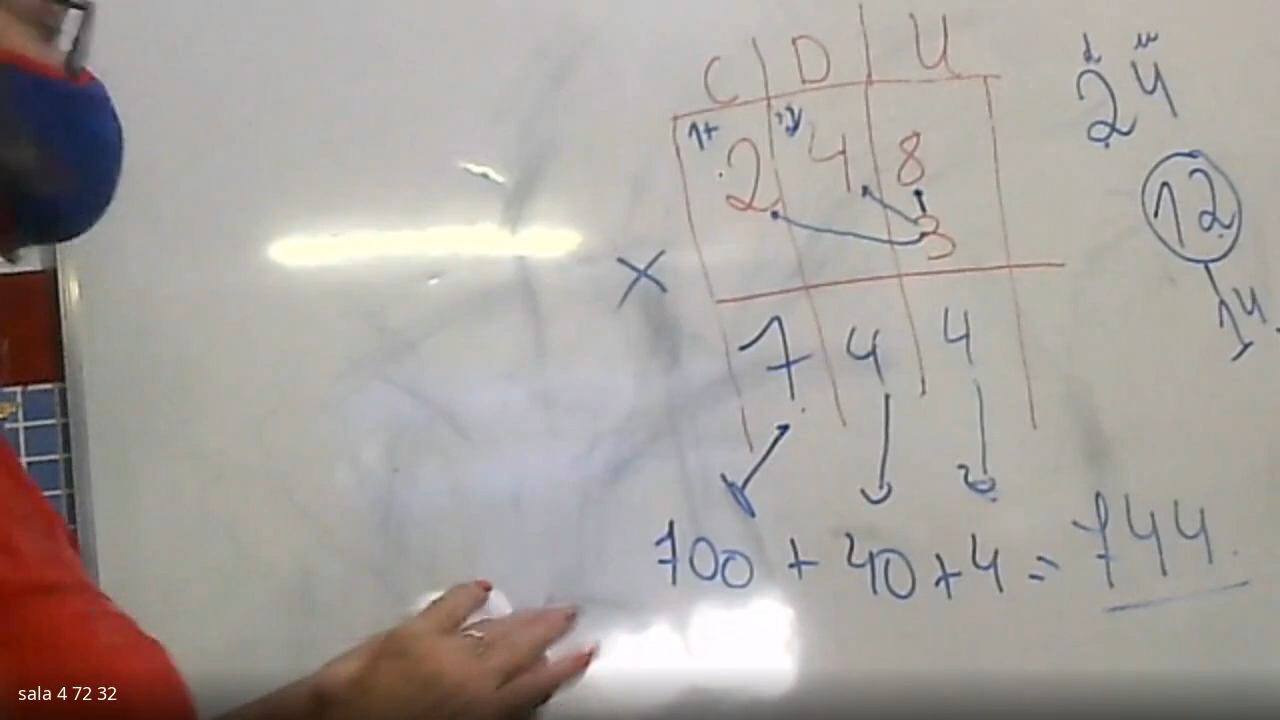 C D U
24
d u
1+ 2 4 8
12
× 3
14
7 4 4
700 + 40 + 4 = 744
sala 4 72 32